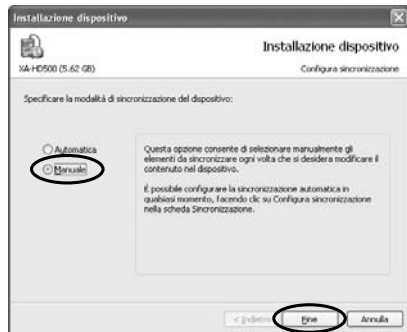 Installazione dispositivo
Installazione dispositivo
XA-HD500 (5.62 GB)
Configura sincronizzazione
Specificare la modalità di sincronizzazione del dispositivo:
Automatica
Manuale
Questa opzione consente di selezionare manualmente gli
elementi da sincronizzare ogni volta che si desidera modificare il
contenuto nel dispositivo.
È possibile configurare la sincronizzazione automatica in
qualsiasi momento, facendo clic su Configura sincronizzazione
nella scheda Sincronizzazione.
< Indietro
Fine
Annulla